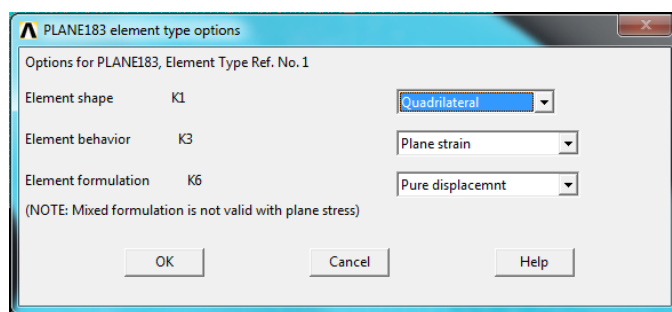 PLANE183 element type options
Options for PLANE183, Element Type Ref. No. 1
Element shape K1 Quadrilateral
Element behavior K3 Plane strain
Element formulation K6 Pure displacemnt
(NOTE: Mixed formulation is not valid with plane stress)
OK Cancel Help